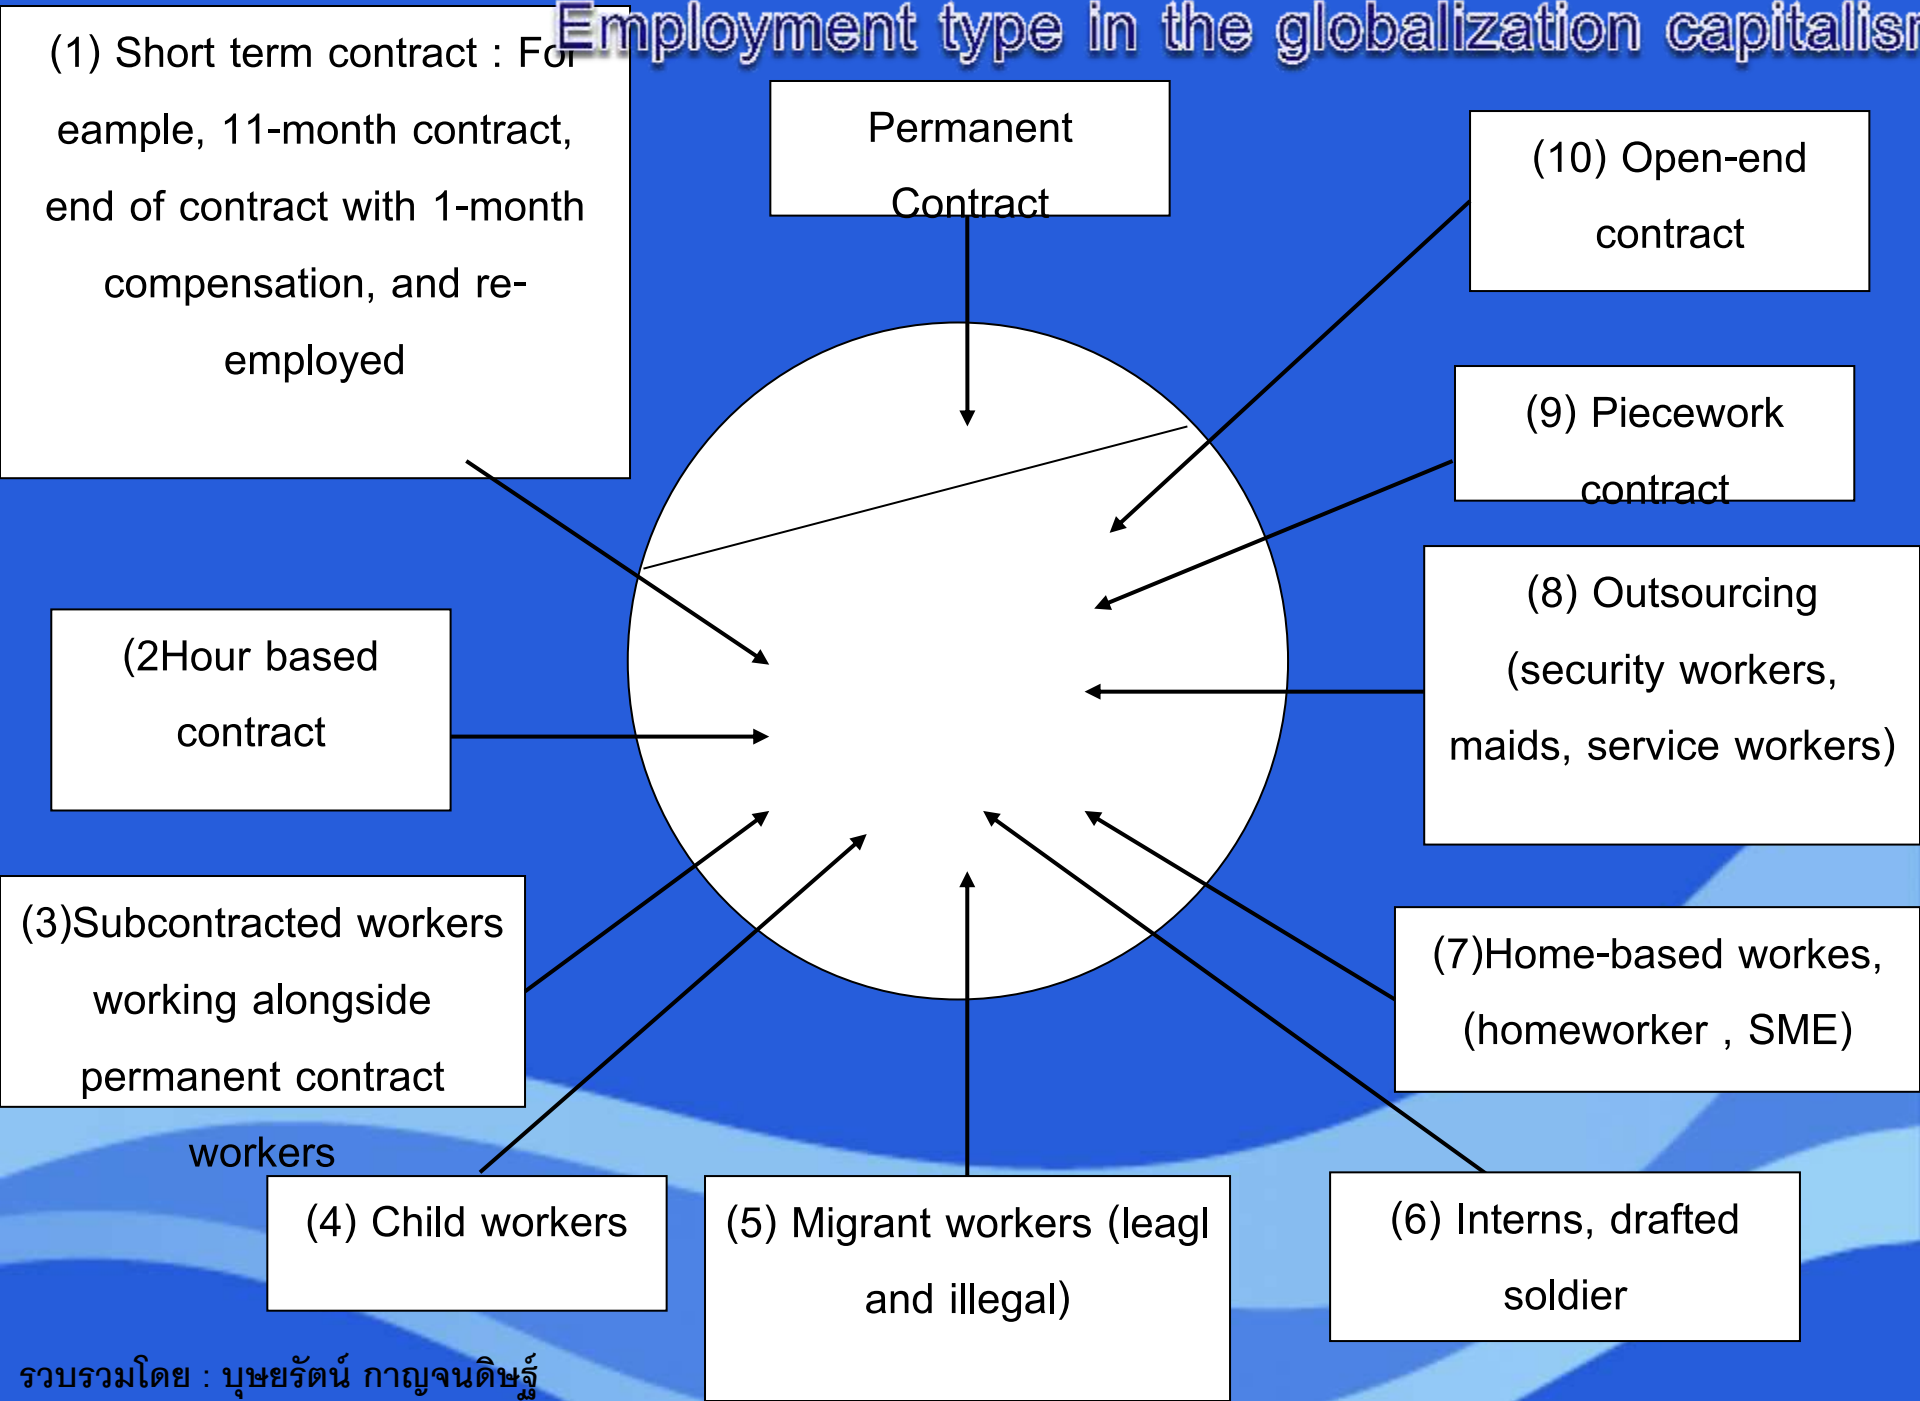 Employment type in the globalization capitalism
(1) Short term contract : For
eample, 11-month contract,
end of contract with 1-month
compensation, and re-
employed
Permanent
Contract
(10) Open-end
contract
(9) Piecework
contract
(8) Outsourcing
(security workers,
maids, service workers)
(2Hour based
contract
(3)Subcontracted workers
working alongside
permanent contract
workers
(7)Home-based workes,
(homeworker , SME)
(4) Child workers
(5) Migrant workers (leagl
and illegal)
(6) Interns, drafted
soldier
รวบรวมโดย : บุษยรัตน์ กาญจนดิษฐ์